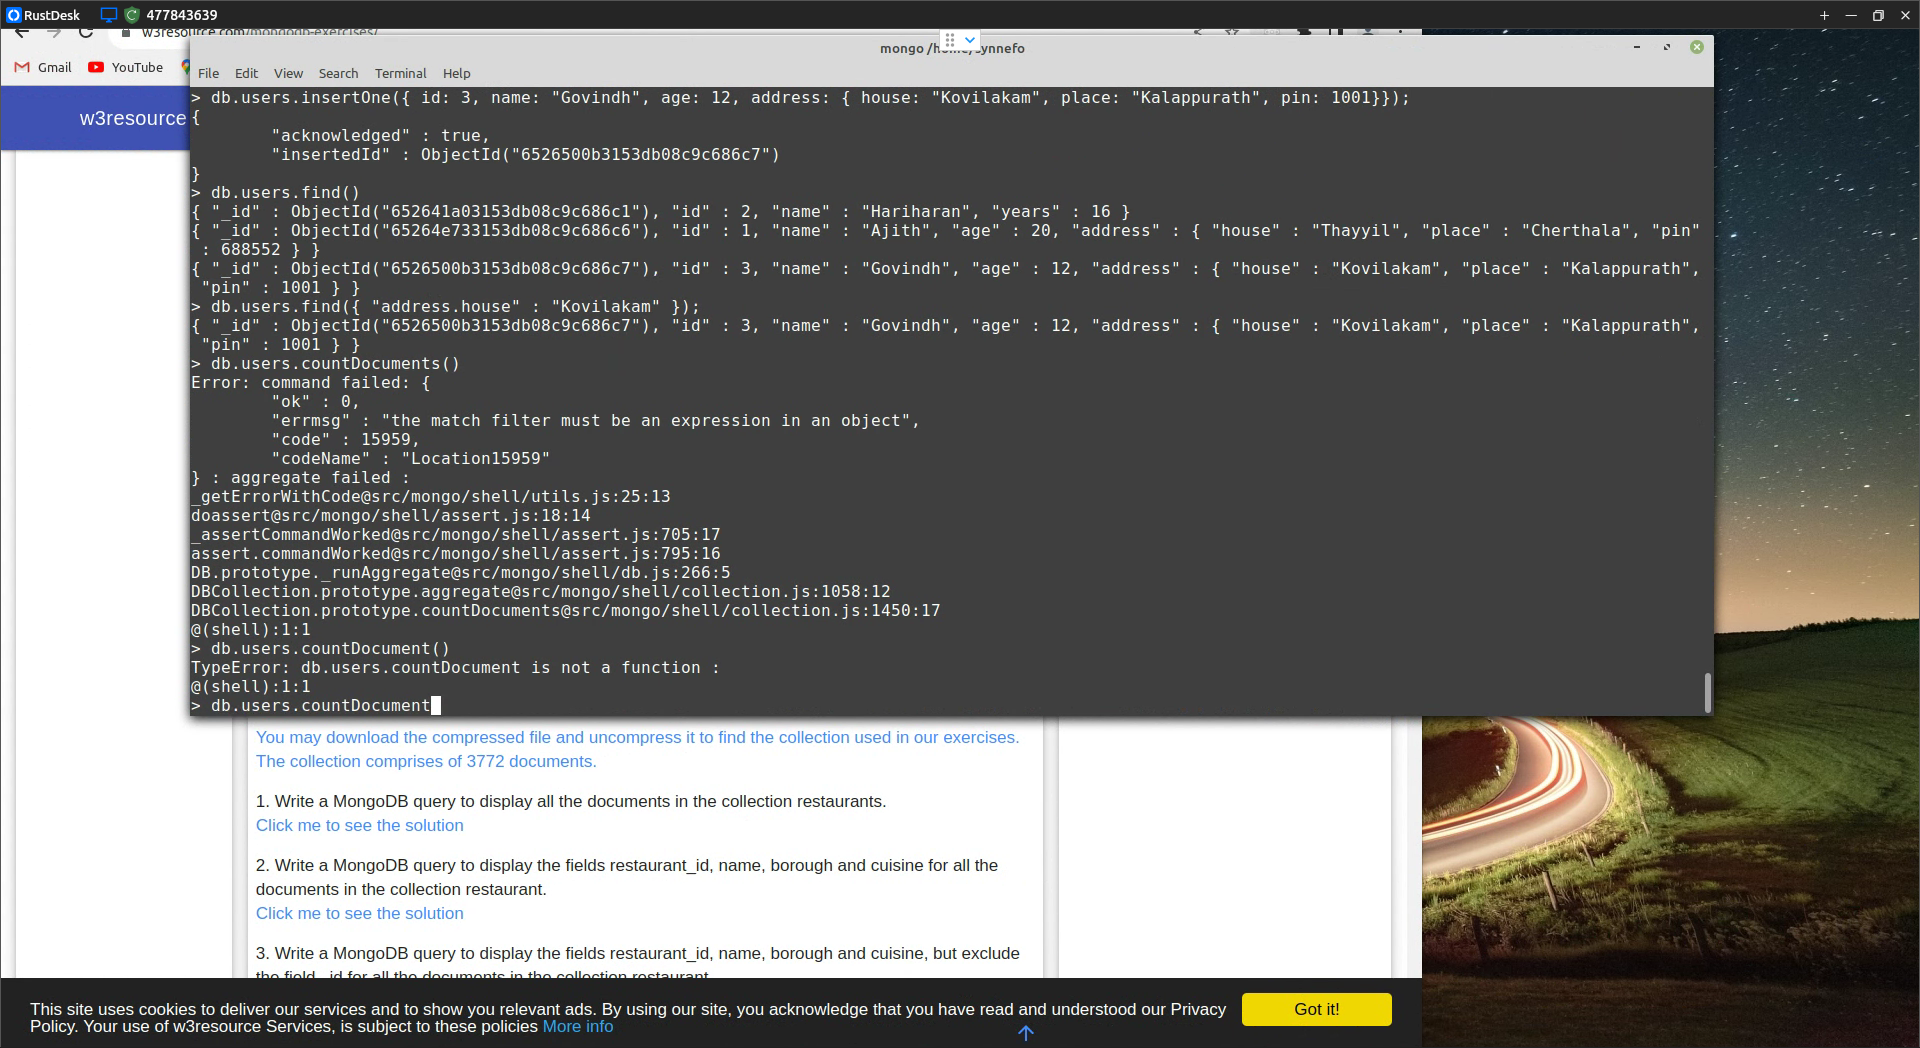 RustDesk 477843639
w3resource.com/mongodb-exercises/
mongo /home/synnefo
Gmail YouTube
File Edit View Search Terminal Help
w3resource
> db.users.insertOne({ id: 3, name: "Govindh", age: 12, address: { house: "Kovilakam", place: "Kalappurath", pin: 1001}});
{
"acknowledged" : true,
"insertedId" : ObjectId("6526500b3153db08c9c686c7")
}
> db.users.find()
{ "_id" : ObjectId("652641a03153db08c9c686c1"), "id" : 2, "name" : "Hariharan", "years" : 16 }
{ "_id" : ObjectId("65264e733153db08c9c686c6"), "id" : 1, "name" : "Ajith", "age" : 20, "address" : { "house" : "Thayyil", "place" : "Cherthala", "pin"
: 688552 } }
{ "_id" : ObjectId("6526500b3153db08c9c686c7"), "id" : 3, "name" : "Govindh", "age" : 12, "address" : { "house" : "Kovilakam", "place" : "Kalappurath",
"pin" : 1001 } }
> db.users.find({ "address.house" : "Kovilakam" });
{ "_id" : ObjectId("6526500b3153db08c9c686c7"), "id" : 3, "name" : "Govindh", "age" : 12, "address" : { "house" : "Kovilakam", "place" : "Kalappurath",
"pin" : 1001 } }
> db.users.countDocuments()
Error: command failed: {
"ok" : 0,
"errmsg" : "the match filter must be an expression in an object",
"code" : 15959,
"codeName" : "Location15959"
} : aggregate failed :
_getErrorWithCode@src/mongo/shell/utils.js:25:13
doassert@src/mongo/shell/assert.js:18:14
_assertCommandWorked@src/mongo/shell/assert.js:705:17
assert.commandWorked@src/mongo/shell/assert.js:795:16
DB.prototype._runAggregate@src/mongo/shell/db.js:266:5
DBCollection.prototype.aggregate@src/mongo/shell/collection.js:1058:12
DBCollection.prototype.countDocuments@src/mongo/shell/collection.js:1450:17
@(shell):1:1
> db.users.countDocument()
TypeError: db.users.countDocument is not a function :
@(shell):1:1
> db.users.countDocument
You may download the compressed file and uncompress it to find the collection used in our exercises.
The collection comprises of 3772 documents.
1. Write a MongoDB query to display all the documents in the collection restaurants.
Click me to see the solution
2. Write a MongoDB query to display the fields restaurant_id, name, borough and cuisine for all the
documents in the collection restaurant.
Click me to see the solution
3. Write a MongoDB query to display the fields restaurant_id, name, borough and cuisine, but exclude
the field _id for all the documents in the collection restaurant.
This site uses cookies to deliver our services and to show you relevant ads. By using our site, you acknowledge that you have read and understood our Privacy
Policy. Your use of w3resource Services, is subject to these policies More info
Got it!